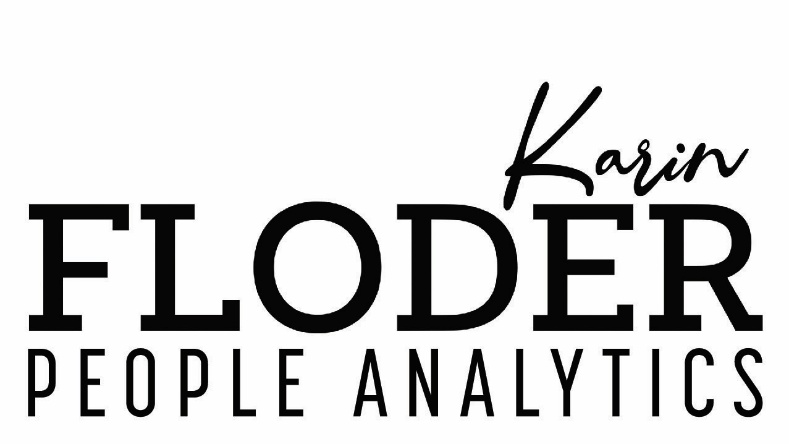 Karin
FLODER
PEOPLE ANALYTICS